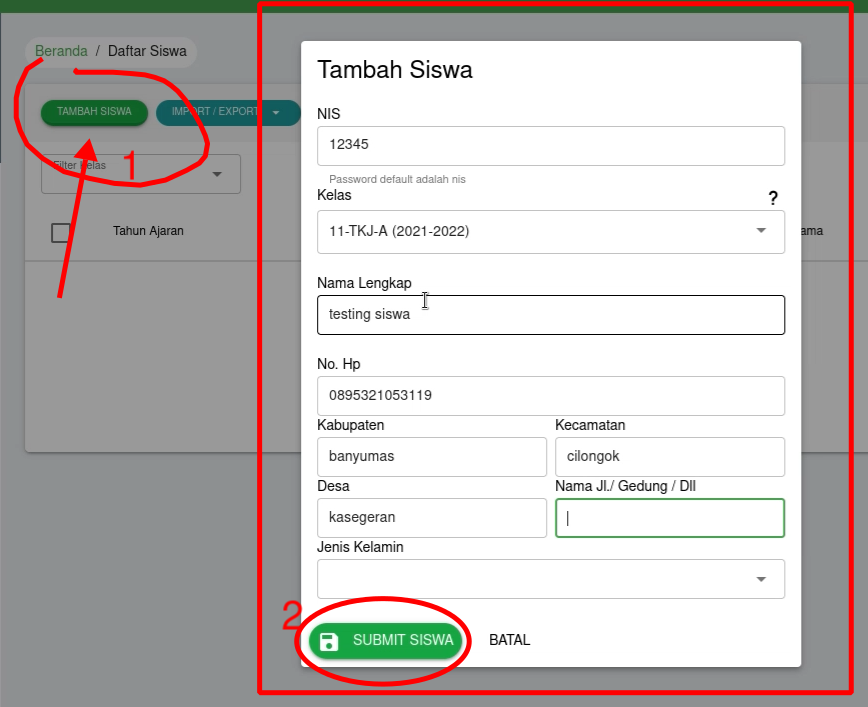 Beranda / Daftar Siswa
TAMBAH SISWA
IMPORT / EXPORT
Filter Kelas
1
Tahun Ajaran
ama
Tambah Siswa
NIS
12345
Password default adalah nis
Kelas
?
11-TKJ-A (2021-2022)
Nama Lengkap
testing siswa
No. Hp
0895321053119
Kabupaten Kecamatan
banyumas cilongok
Desa Nama Jl./ Gedung / Dll
kasegeran
Jenis Kelamin
2
SUBMIT SISWA BATAL